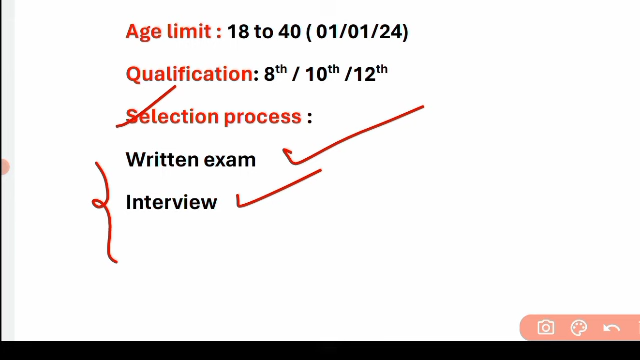 Age limit : 18 to 40 ( 01/01/24)
Qualification: 8th / 10th /12th
Selection process :
Written exam
Interview